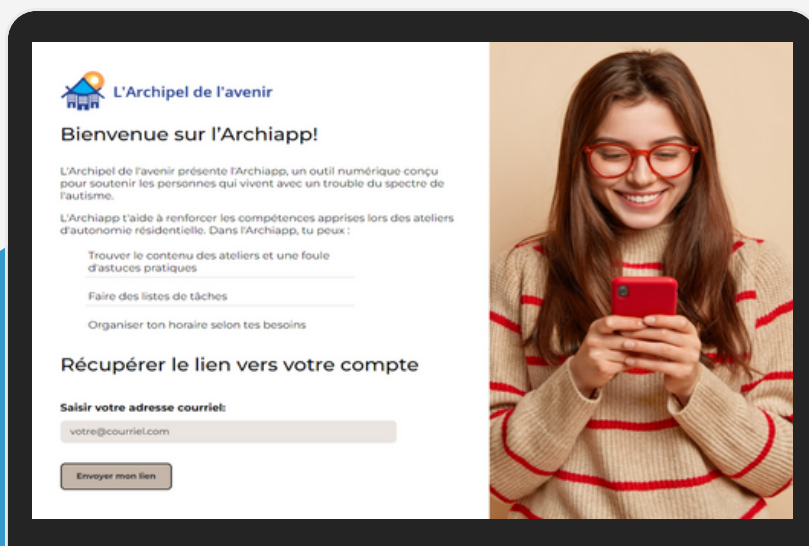 L'Archipel de l'avenir
Bienvenue sur l'Archiapp!
L'Archipel de l'avenir présente l'Archiapp, un outil numérique conçu
pour soutenir les personnes qui vivent avec un trouble du spectre de
l'autisme.
L'Archiapp t'aide à renforcer les compétences apprises lors des ateliers
d'autonomie résidentielle. Dans l'Archiapp, tu peux :
Trouver le contenu des ateliers et une foule
d'astuces pratiques
Faire des listes de tâches
Organiser ton horaire selon tes besoins
Récupérer le lien vers votre compte
Saisir votre adresse courriel:
votre@courriel.com
Envoyer mon lien